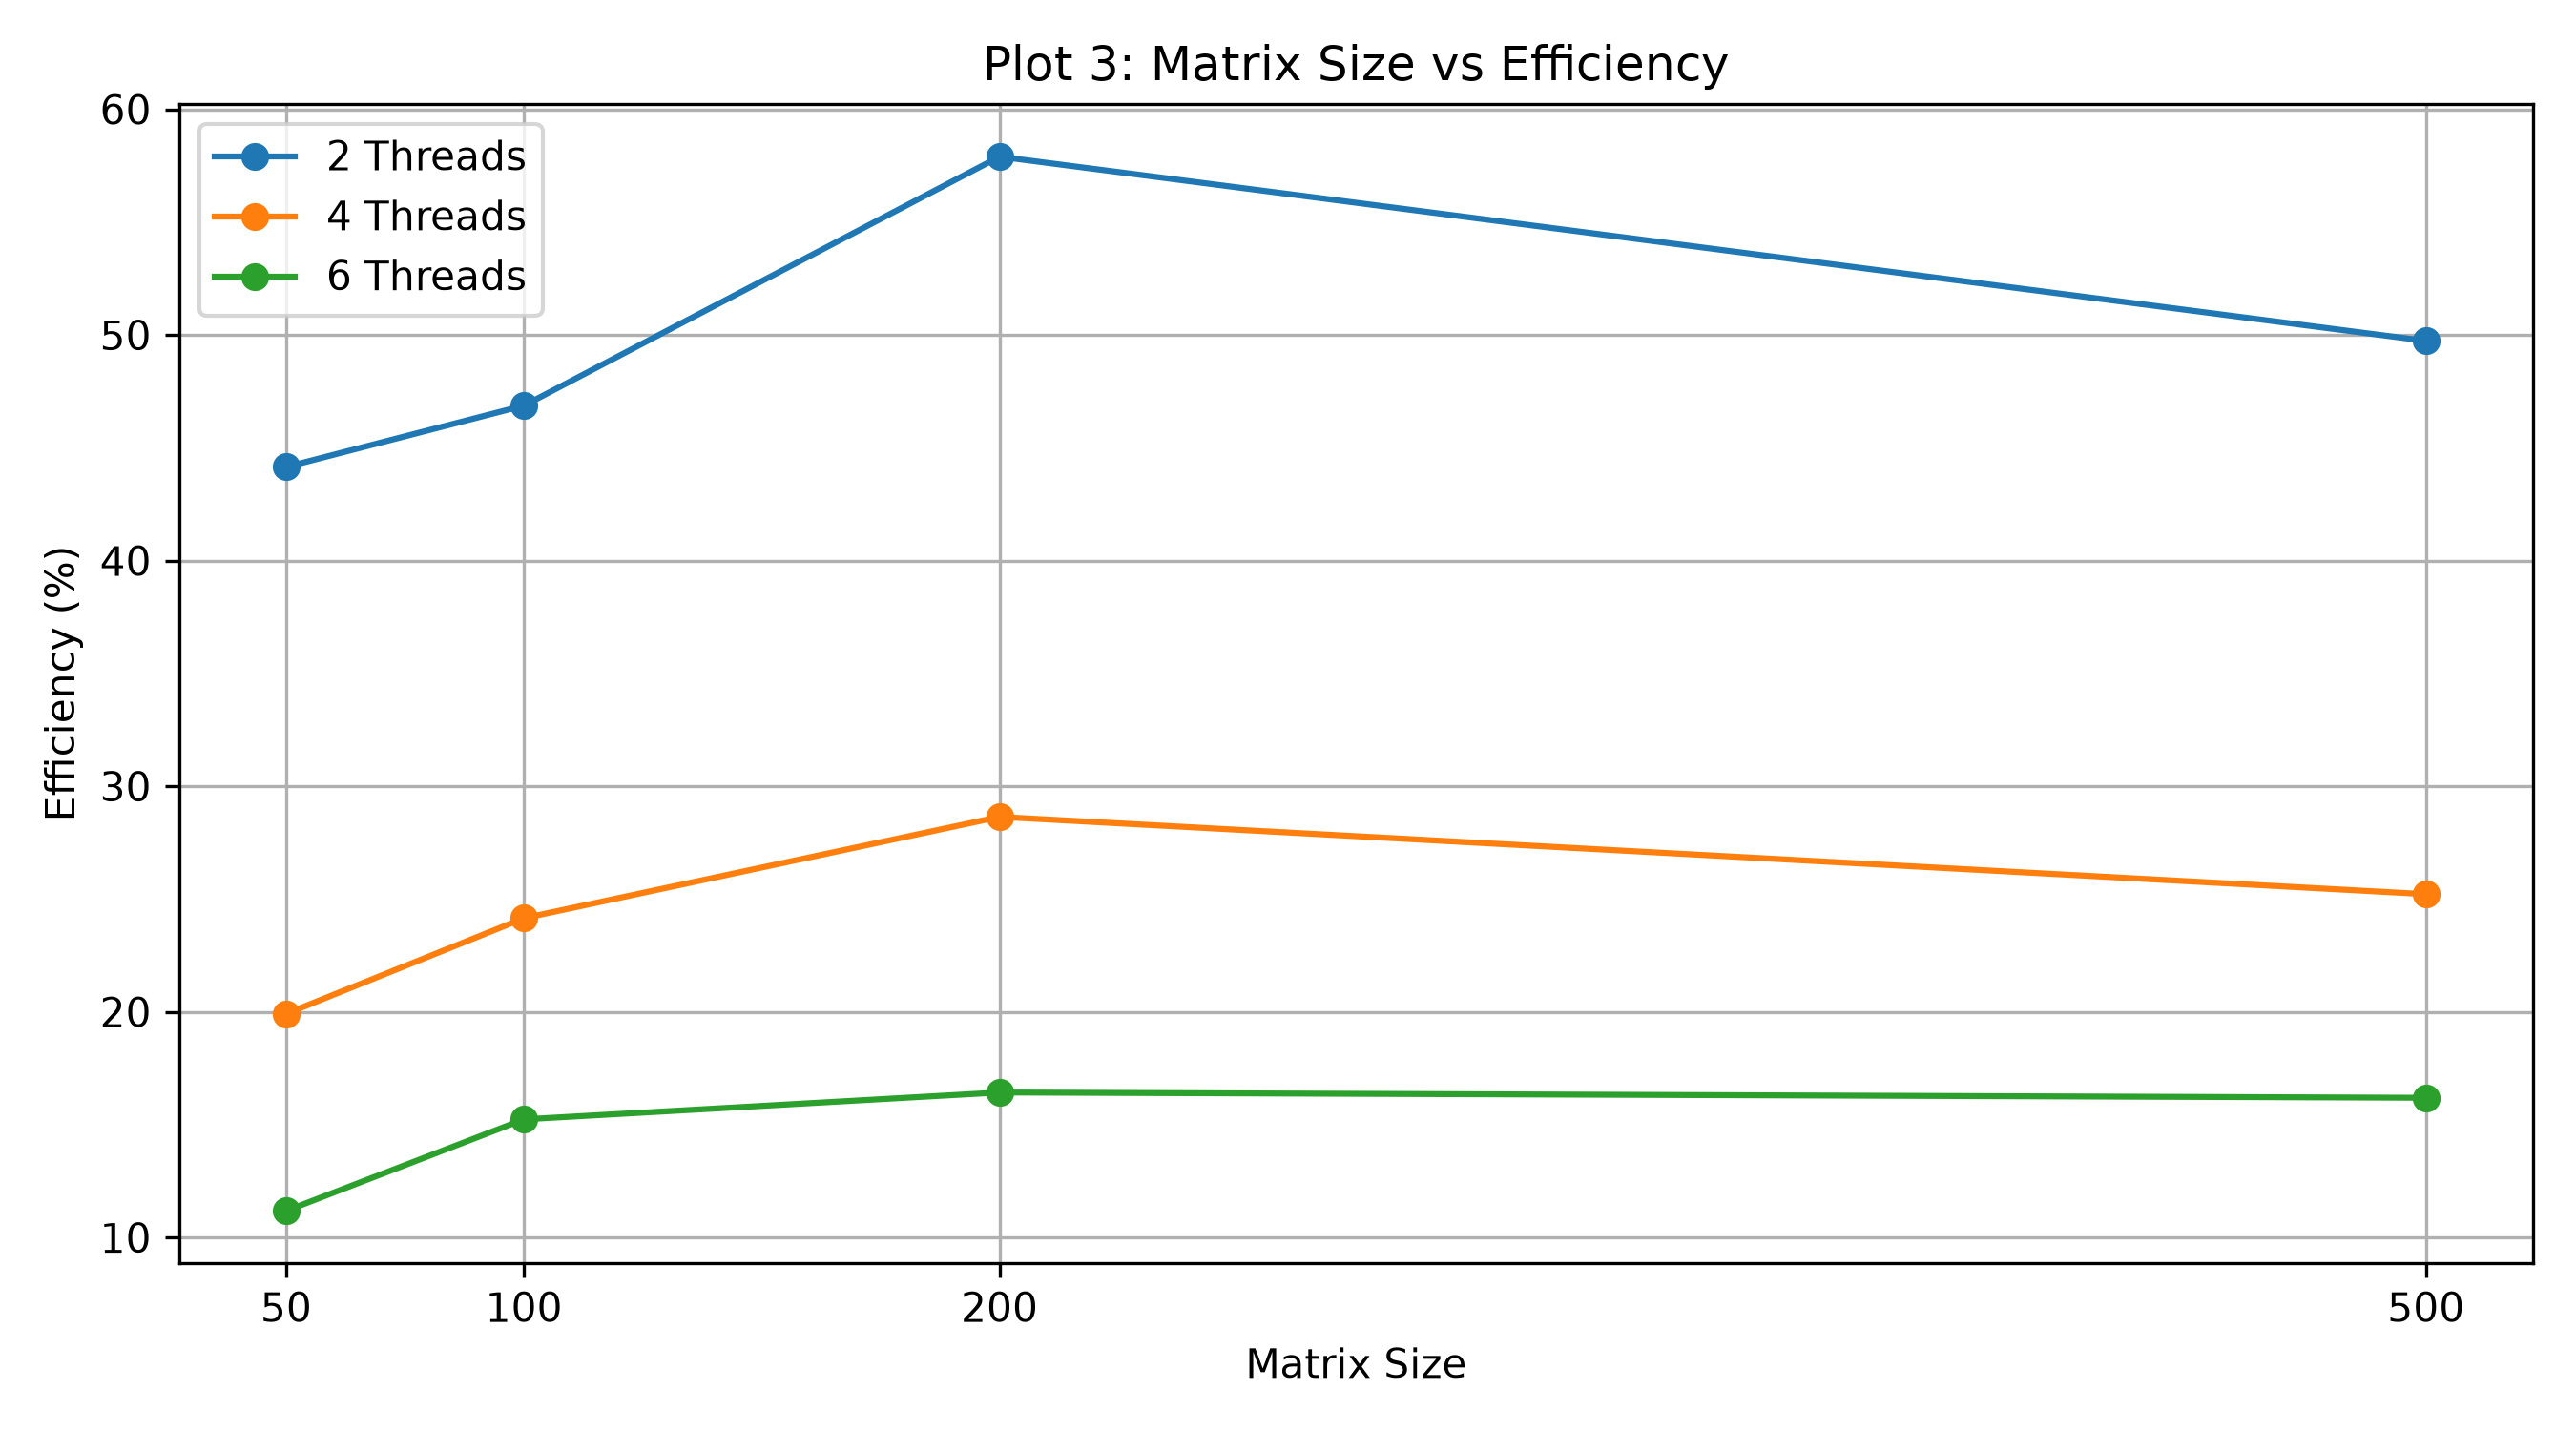 Plot 3: Matrix Size vs Efficiency
2 Threads
4 Threads
6 Threads
Efficiency (%)
60
50
40
30
20
10
50 100 200 500
Matrix Size